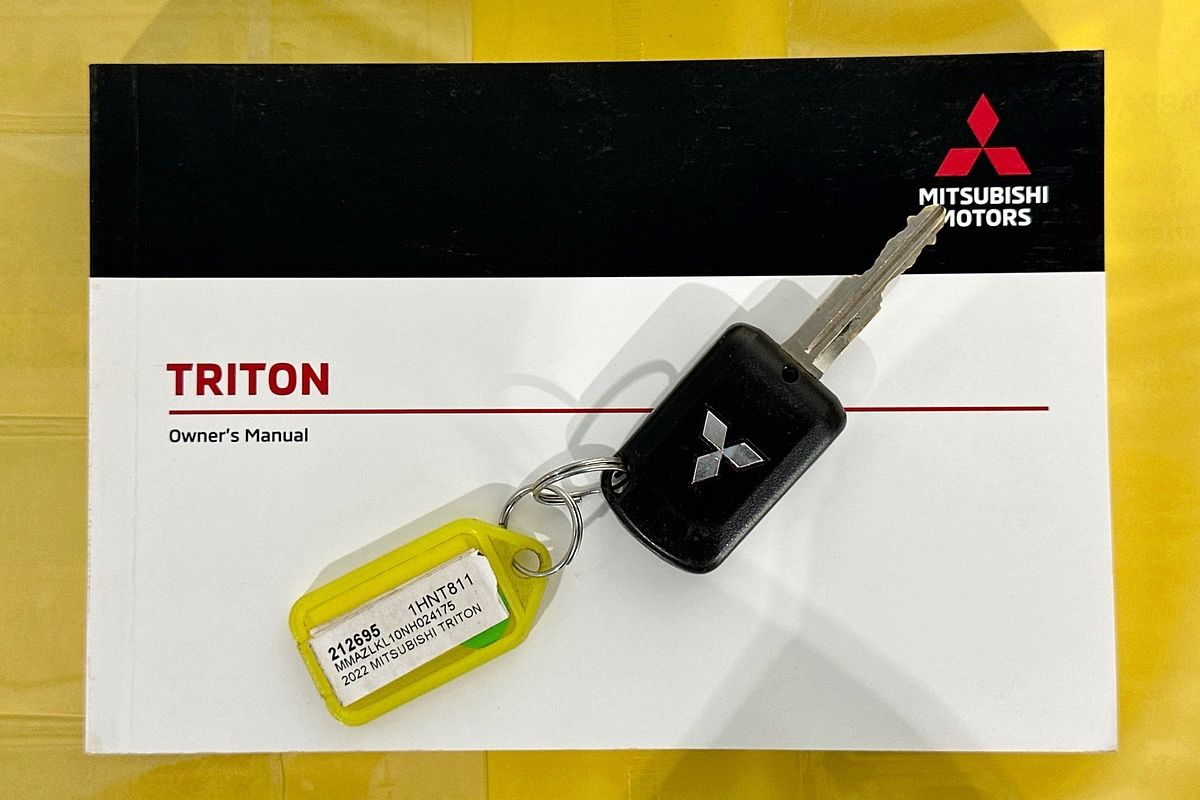 MITSUBISHI
MOTORS
TRITON
Owner's Manual
212695 1HNT811
MMAZLKL10NH024175
2022 MITSUBISHI TRITON